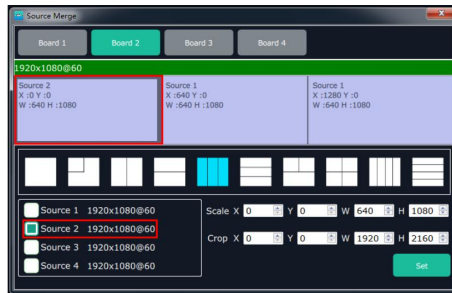 Source Merge
Board 1 Board 2 Board 3 Board 4
1920x1080@60
Source 2 Source 1 Source 1
X :0 Y :0 X :640 Y :0 X :1280 Y :0
W :640 H :1080 W :640 H :1080 W :640 H :1080
Source 1 1920x1080@60 Scale X 0 Y 0 W 640 H 1080
Source 2 1920x1080@60
Source 3 1920x1080@60 Crop X 0 Y 0 W 1920 H 2160
Source 4 1920x1080@60 Set